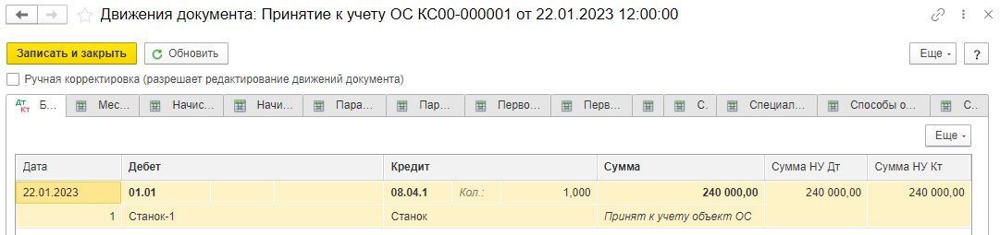 Движения документа: Принятие к учету ОС КС00-000001 от 22.01.2023 12:00:00
Записать и закрыть Обновить Еще ?
Ручная корректировка (разрешает редактирование движений документа)
Дт Кт Б... Мес... Начис... Начи... Пара... Пар... Перво... Перв... С. Специал... Способы о... С...
Еще
Дата Дебет Кредит Сумма Сумма НУ Дт Сумма НУ Кт
22.01.2023 01.01 08.04.1 Кол.: 1,000 240 000,00 240 000,00 240 000,00
1 Станок-1 Станок Принят к учету объект ОС